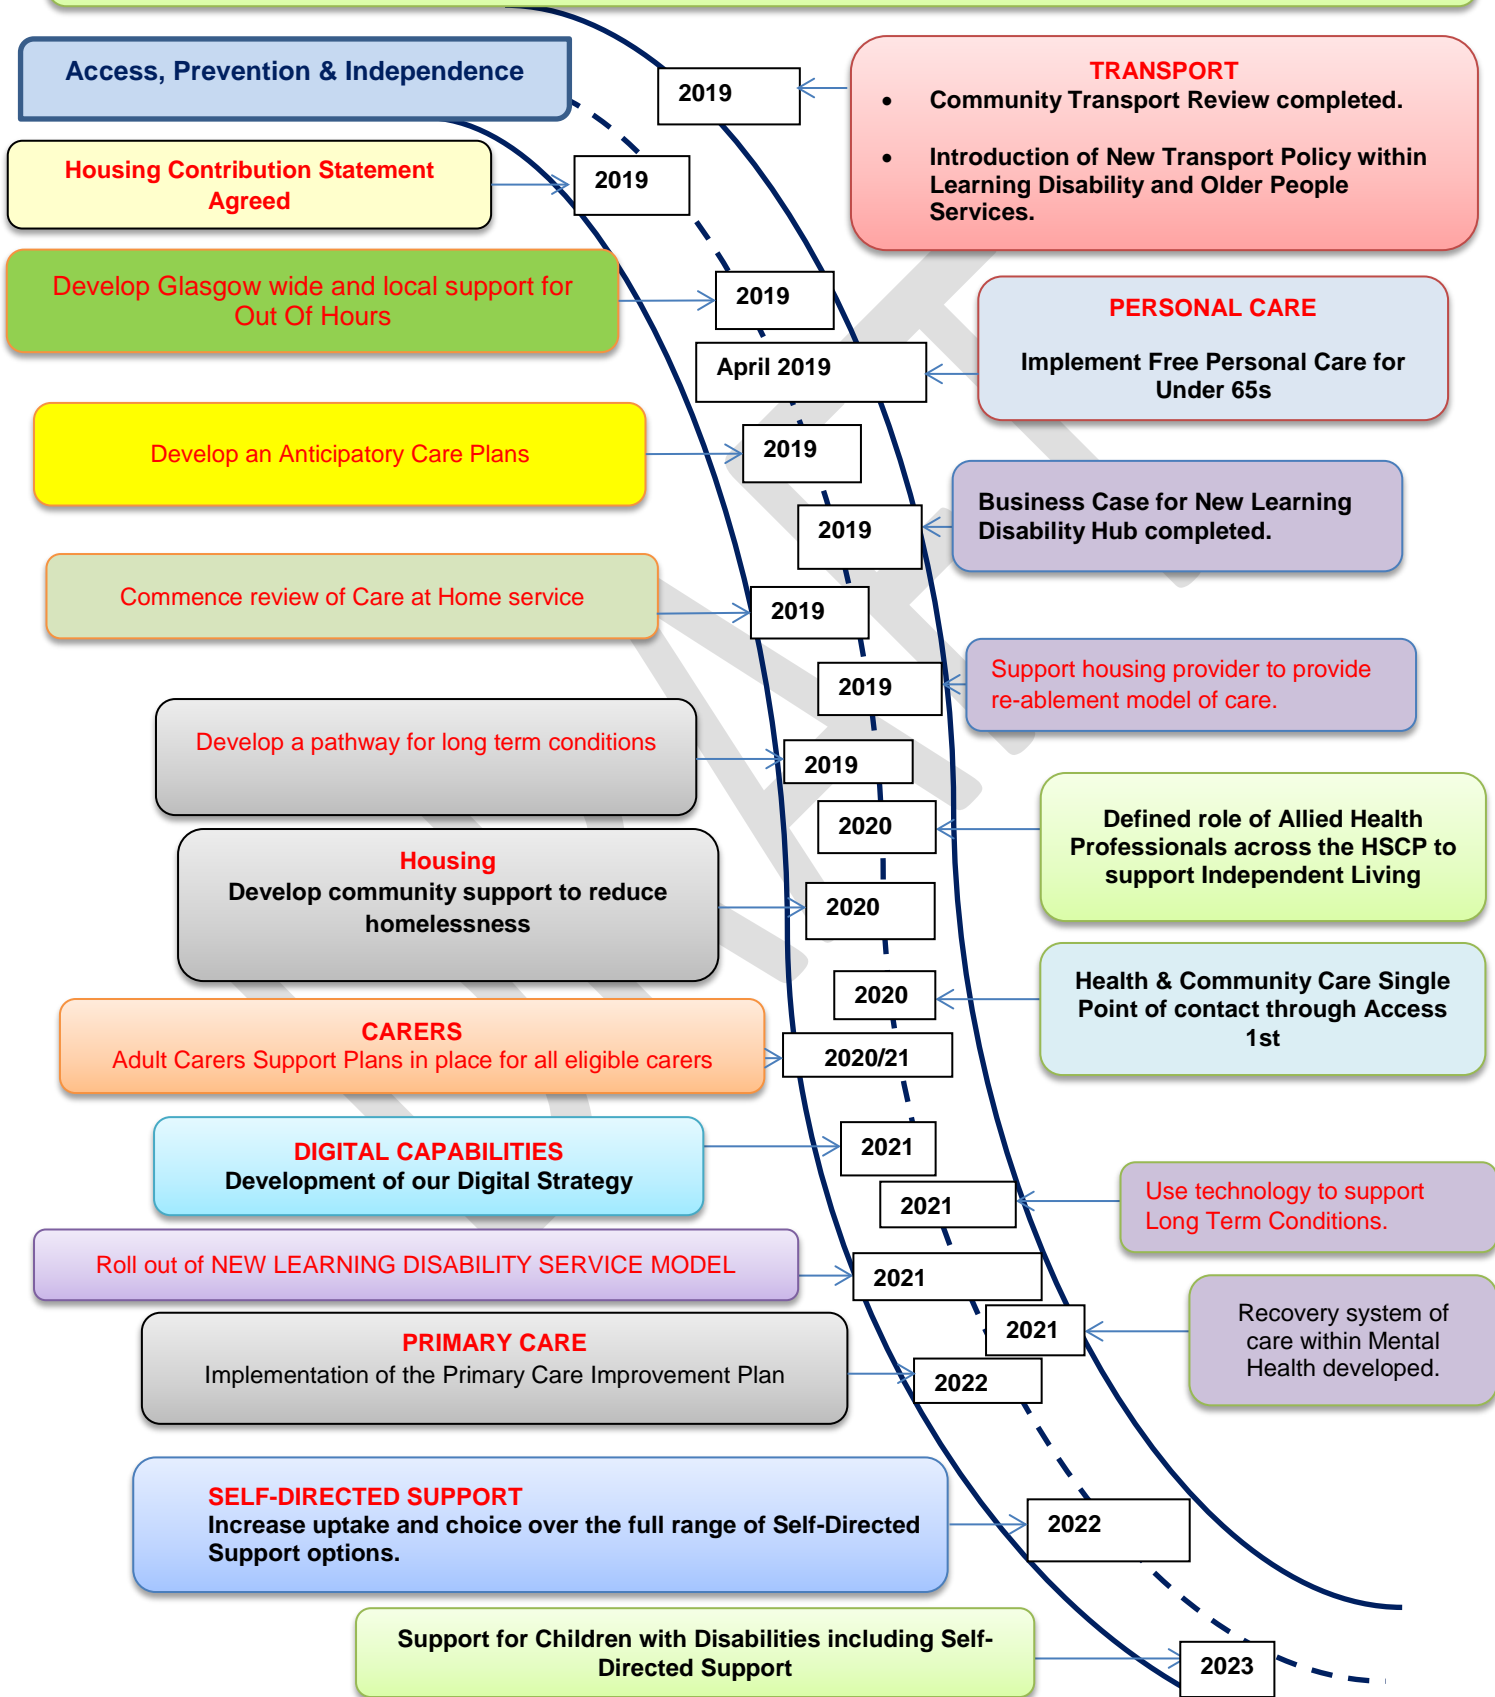 Access, Prevention & Independence
2019
TRANSPORT
• Community Transport Review completed.
• Introduction of New Transport Policy within
Learning Disability and Older People
Services.
Housing Contribution Statement
Agreed
2019
Develop Glasgow wide and local support for
Out Of Hours
2019
PERSONAL CARE
Implement Free Personal Care for
Under 65s
April 2019
Develop an Anticipatory Care Plans
2019
Business Case for New Learning
Disability Hub completed.
2019
Commence review of Care at Home service
2019
Support housing provider to provide
re-ablement model of care.
2019
Develop a pathway for long term conditions
2019
Defined role of Allied Health
Professionals across the HSCP to
support Independent Living
2020
Housing
Develop community support to reduce
homelessness
2020
Health & Community Care Single
Point of contact through Access
1st
2020
CARERS
Adult Carers Support Plans in place for all eligible carers
2020/21
DIGITAL CAPABILITIES
Development of our Digital Strategy
2021
Use technology to support
Long Term Conditions.
2021
Roll out of NEW LEARNING DISABILITY SERVICE MODEL
2021
Recovery system of
care within Mental
Health developed.
2021
PRIMARY CARE
Implementation of the Primary Care Improvement Plan
2022
SELF-DIRECTED SUPPORT
Increase uptake and choice over the full range of Self-Directed
Support options.
2022
Support for Children with Disabilities including Self-
Directed Support
2023
DRAFT